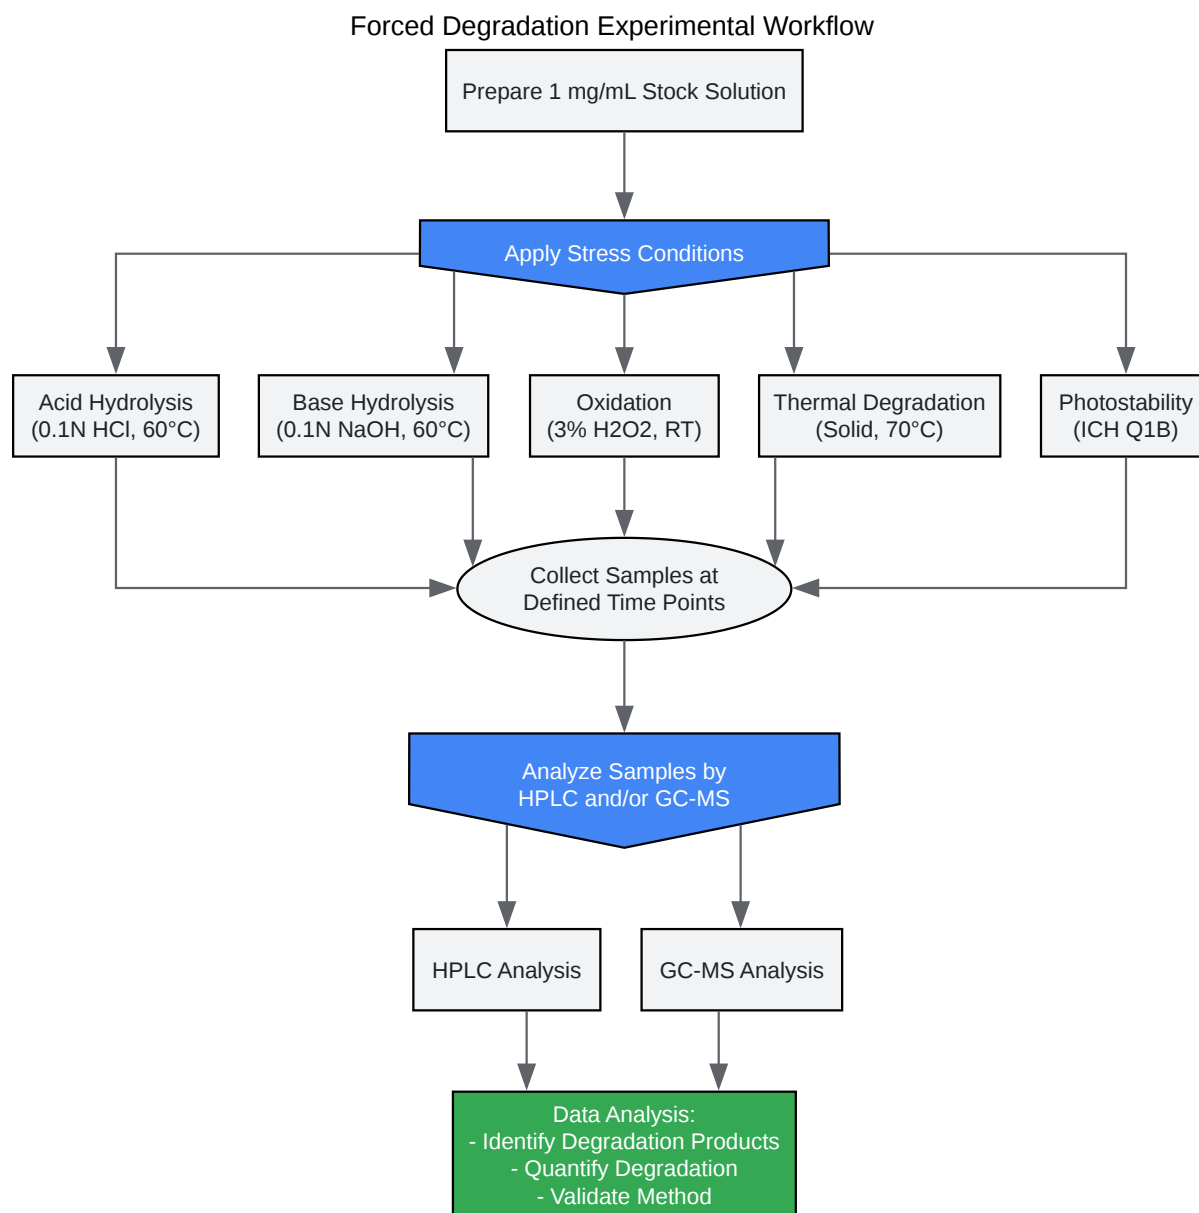 Forced Degradation Experimental Workflow
Prepare 1 mg/mL Stock Solution
Apply Stress Conditions
Acid Hydrolysis
(0.1N HCl, 60°C)
Base Hydrolysis
(0.1N NaOH, 60°C)
Oxidation
(3% H2O2, RT)
Thermal Degradation
(Solid, 70°C)
Photostability
(ICH Q1B)
Collect Samples at
Defined Time Points
Analyze Samples by
HPLC and/or GC-MS
HPLC Analysis
GC-MS Analysis
Data Analysis:
- Identify Degradation Products
- Quantify Degradation
- Validate Method